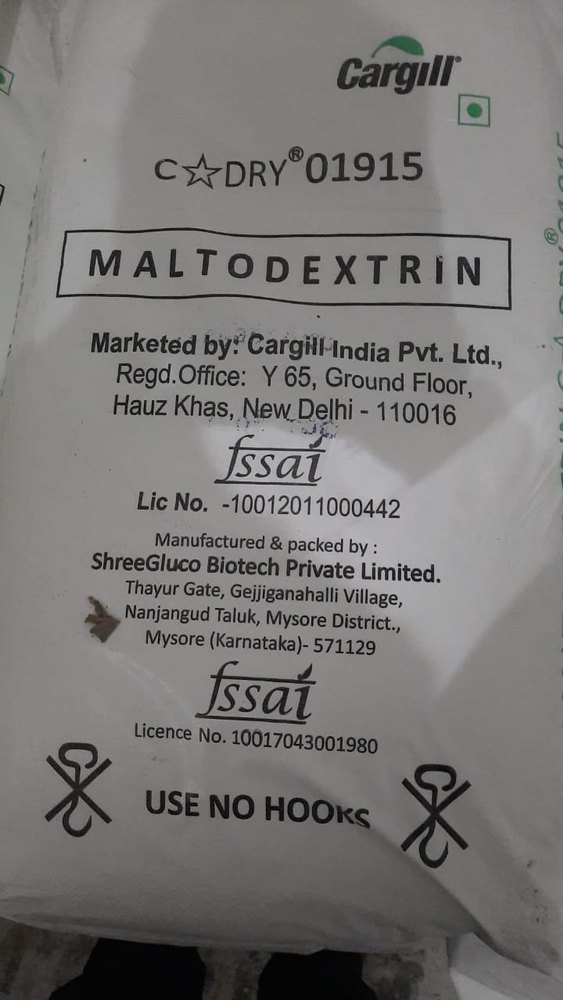 Cargill®
C☆DRY®01915
MALTODEXTRIN
Marketed by: Cargill India Pvt. Ltd.,
Regd.Office: Y 65, Ground Floor,
Hauz Khas, New Delhi - 110016
fssai
Lic No. -10012011000442
Manufactured & packed by :
ShreeGluco Biotech Private Limited.
Thayur Gate, Gejjiganahalli Village,
Nanjangud Taluk, Mysore District.,
Mysore (Karnataka)- 571129
fssai
Licence No. 10017043001980
USE NO HOOKS